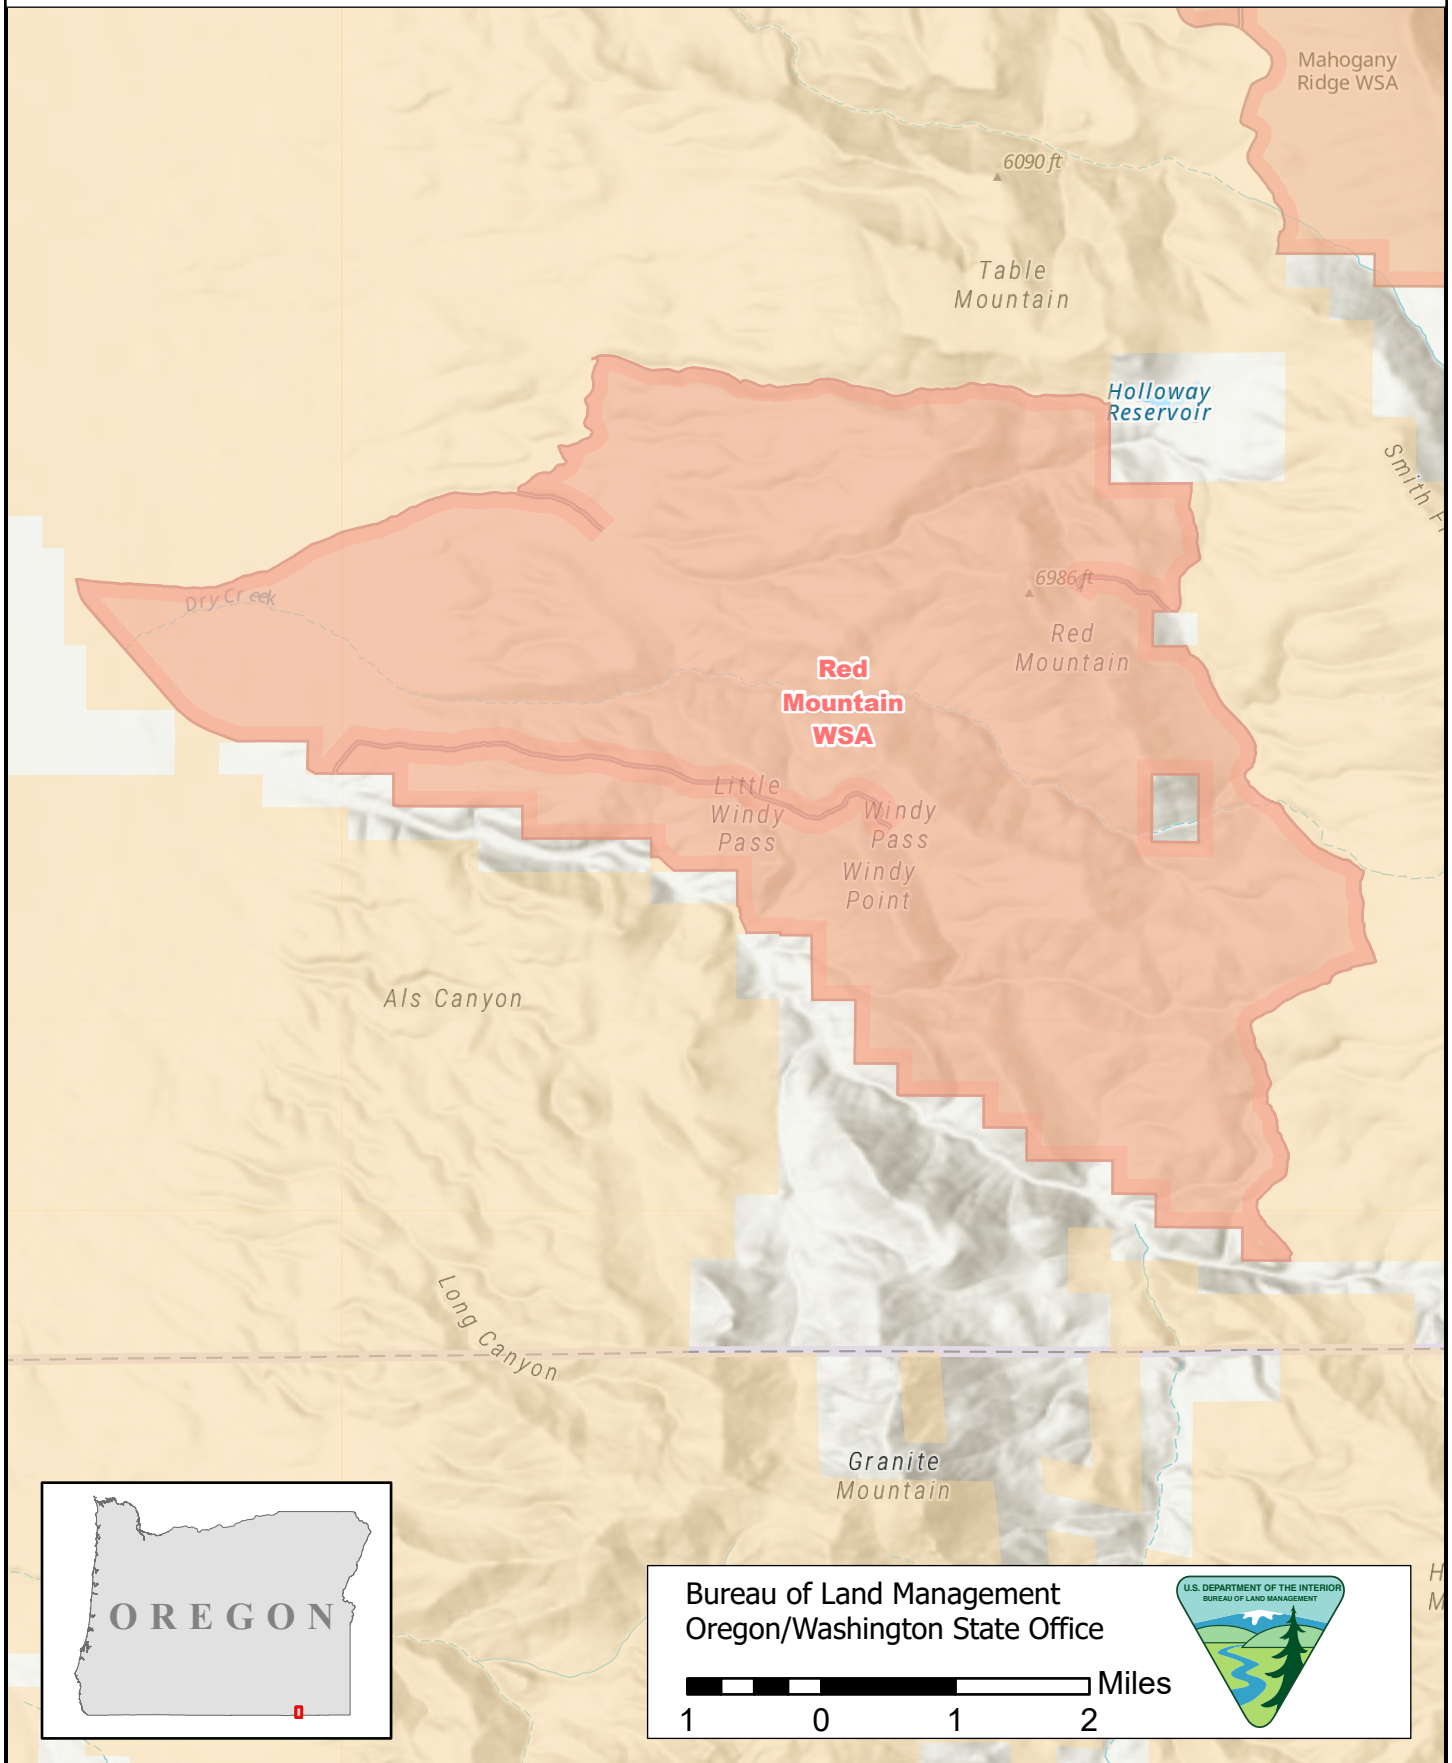 Mahogany
Ridge WSA
6090 ft
Table
Mountain
Holloway
Reservoir
Smith
6986 ft
Dry Creek
Red
Mountain
Red
Mountain
WSA
Little
Windy
Pass
Windy
Pass
Windy
Point
Als Canyon
Long Canyon
Granite
Mountain
OREGON
Bureau of Land Management
Oregon/Washington State Office
Miles
1 0 1 2
U.S. DEPARTMENT OF THE INTERIOR
BUREAU OF LAND MANAGEMENT